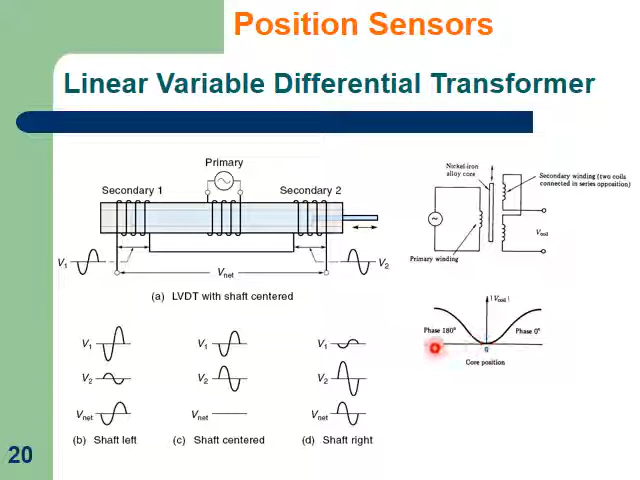 Position Sensors
Linear Variable Differential Transformer
Primary
Secondary 1
Secondary 2
V1
V2
Vnet
(a) LVDT with shaft centered
V1
V2
Vnet
(b) Shaft left
V1
V2
Vnet
(c) Shaft centered
V1
V2
Vnet
(d) Shaft right
Nickel-iron
alloy core
Secondary winding (two coils
connected in series opposition)
Primary winding
Vout
|Vout|
Phase 180°
Phase 0°
0
Core position
20